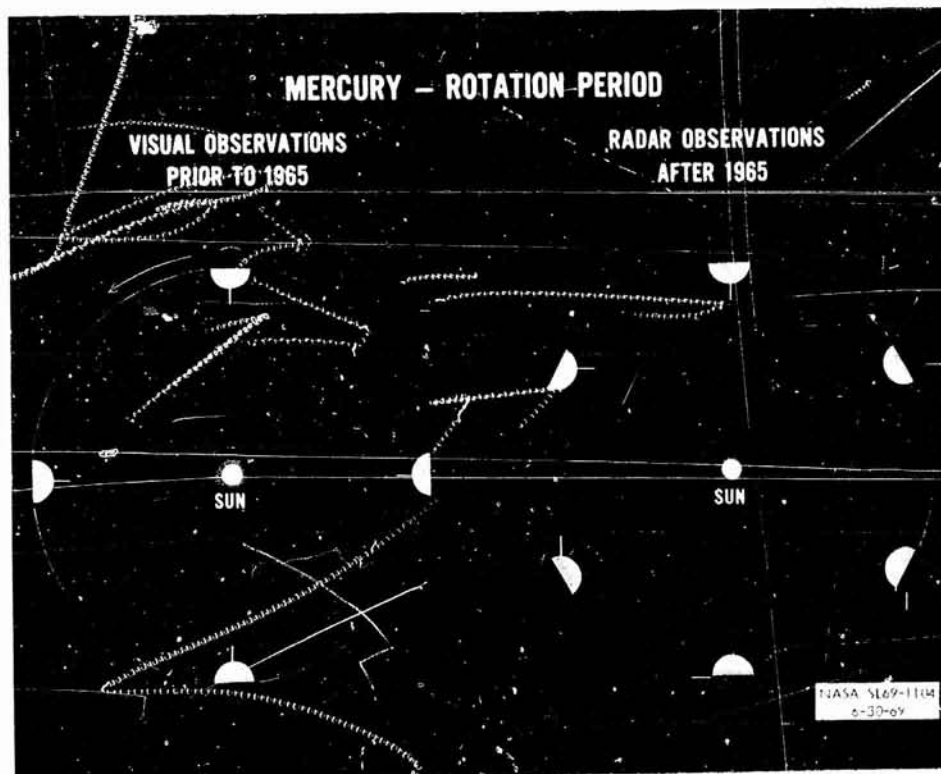 MERCURY – ROTATION PERIOD
VISUAL OBSERVATIONS
PRIOR TO 1965
RADAR OBSERVATIONS
AFTER 1965
SUN
SUN
NASA SL69-1104
6-30-69